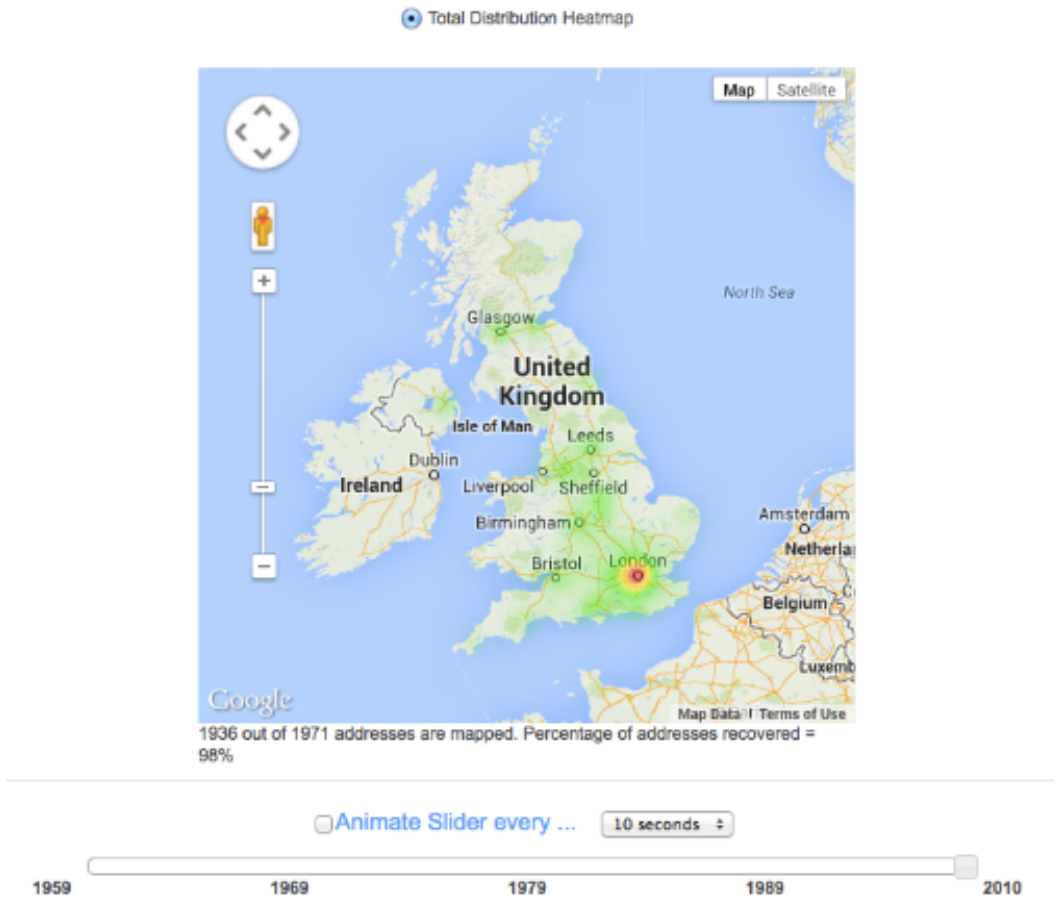 Total Distribution Heatmap
Map Satellite
North Sea
Glasgow
United
Kingdom
Isle of Man
Leeds
Dublin
Ireland
Liverpool
Sheffield
Birmingham
Amsterdam
Netherla
Bristol
London
Belgium
Luxemb
Google
Map Data Terms of Use
1936 out of 1971 addresses are mapped. Percentage of addresses recovered =
98%
Animate Slider every ... 10 seconds
1959 1969 1979 1989 2010